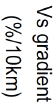 Vs gradient
(%/10km)